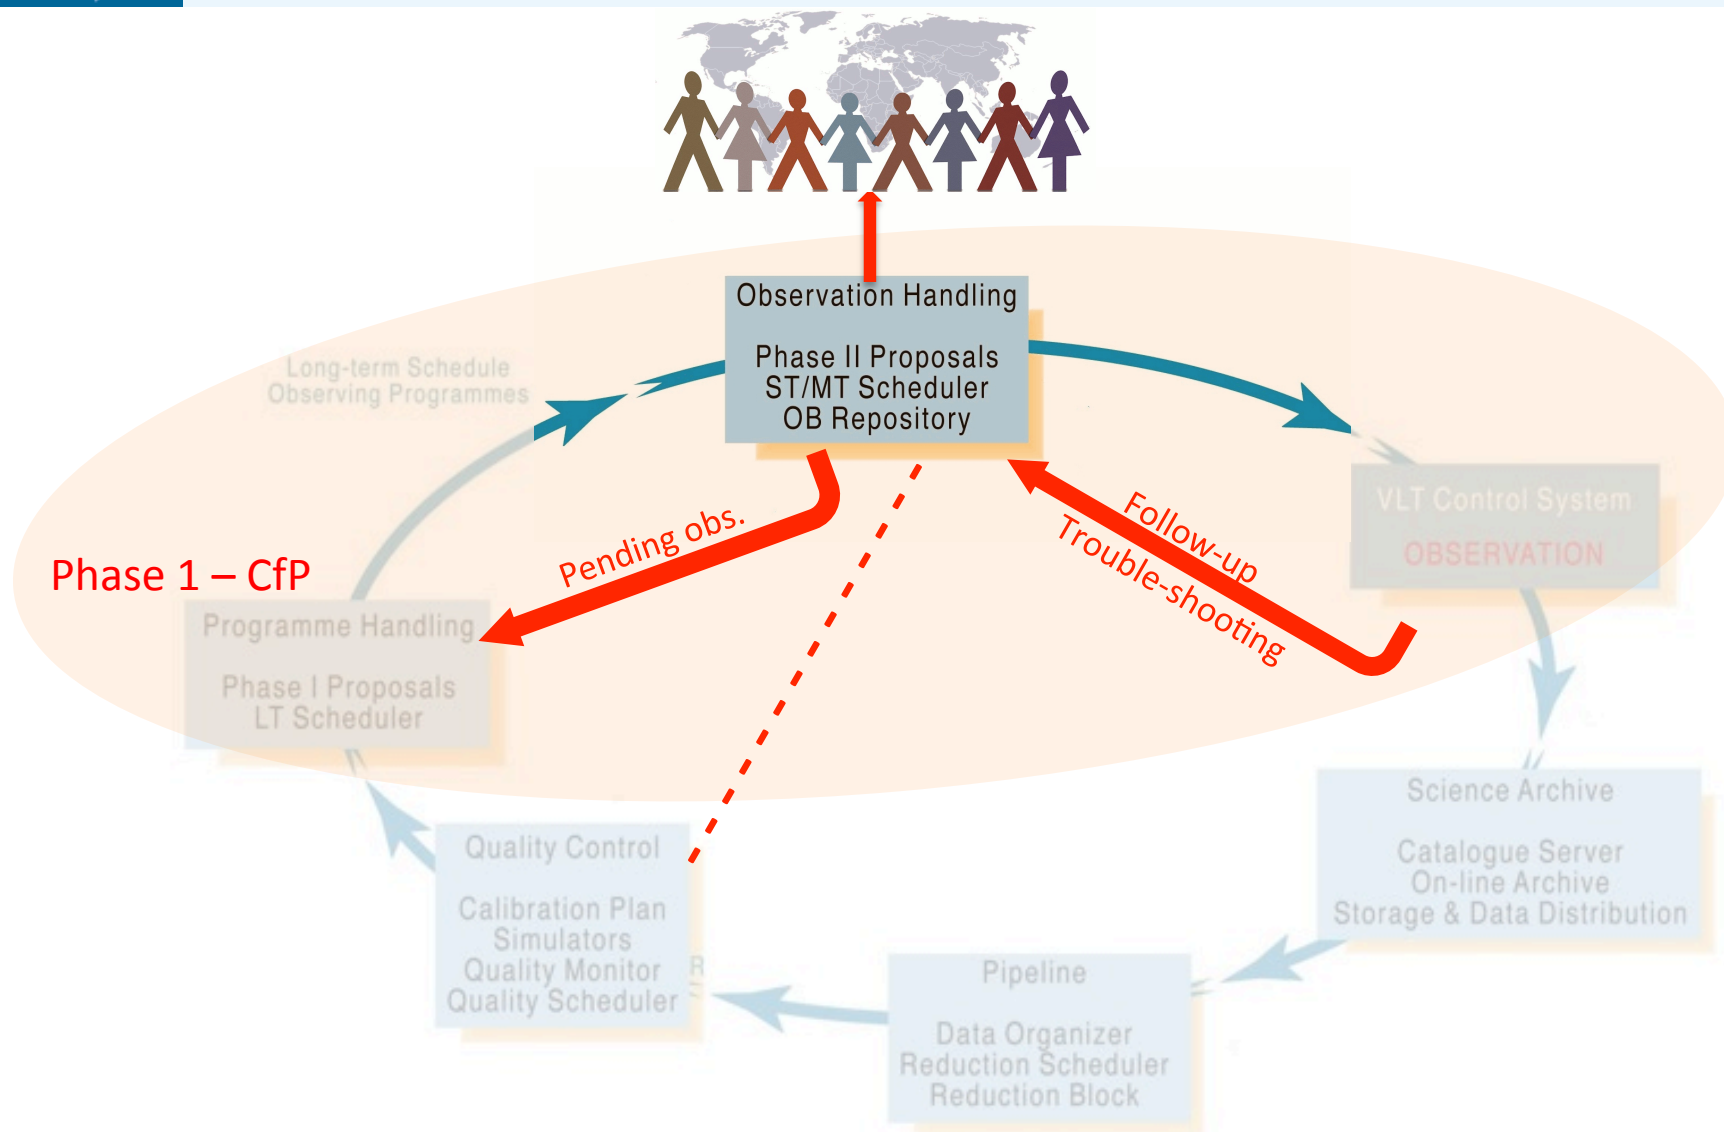 Observation Handling
Phase II Proposals
ST/MT Scheduler
OB Repository
Long-term Schedule
Observing Programmes
Pending obs.
Follow-up
Trouble-shooting
VLT Control System
OBSERVATION
Phase 1 – CfP
Programme Handling
Phase I Proposals
LT Scheduler
Science Archive
Catalogue Server
On-line Archive
Storage & Data Distribution
Quality Control
Calibration Plan
Simulators
Quality Monitor
Quality Scheduler
R
Pipeline
Data Organizer
Reduction Scheduler
Reduction Block